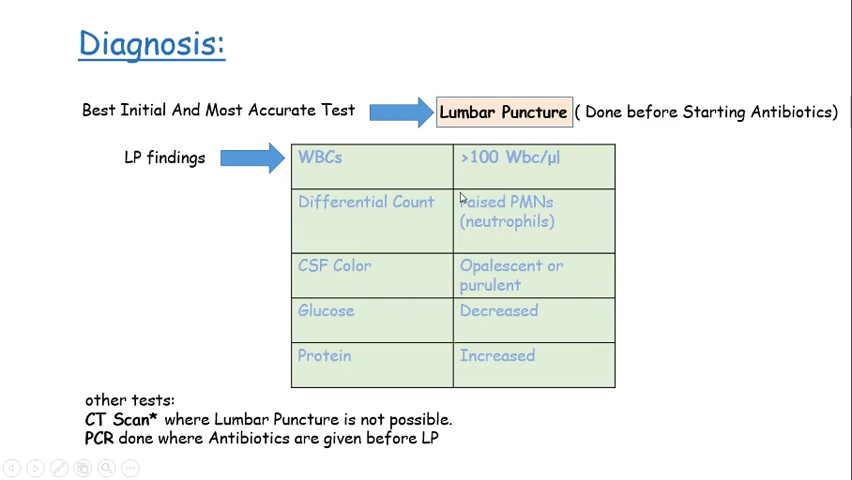 Diagnosis:
Best Initial And Most Accurate Test
Lumbar Puncture ( Done before Starting Antibiotics)
LP findings
WBCs >100 Wbc/µl
Differential Count raised PMNs
(neutrophils)
CSF Color Opalescent or
purulent
Glucose Decreased
Protein Increased
other tests:
CT Scan* where Lumbar Puncture is not possible.
PCR done where Antibiotics are given before LP